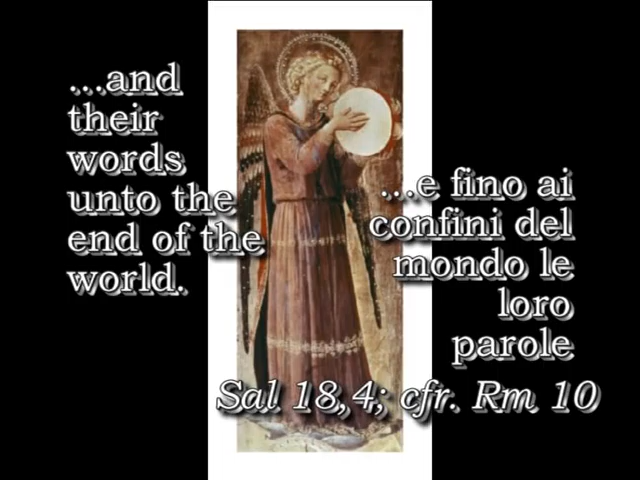 ...and
their
words
unto the
end of the
world.
...e fino ai
confini del
mondo le
loro
parole
Sal 18,4; cfr. Rm 10